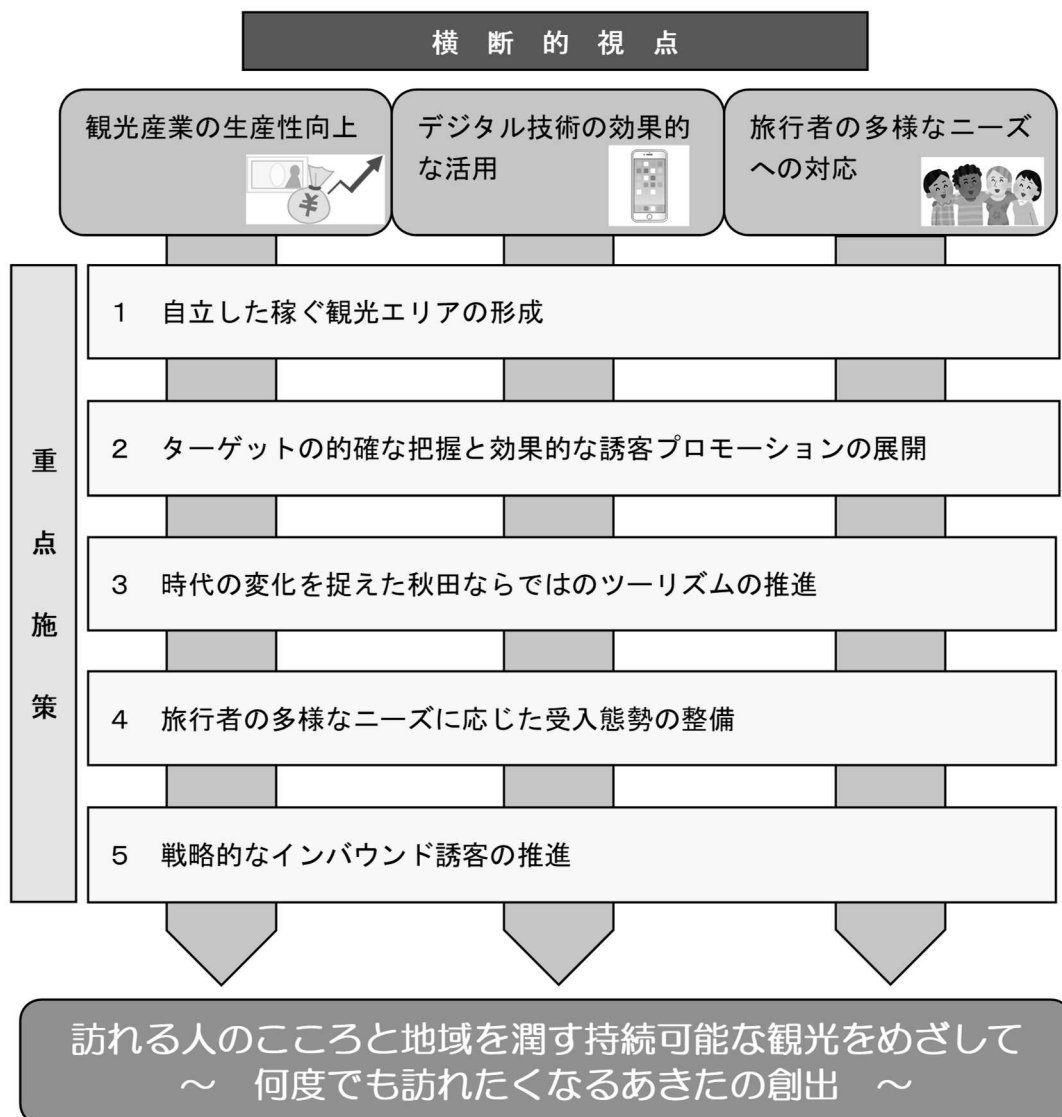 横断的視点
観光産業の生産性向上
デジタル技術の効果的
な活用
旅行者の多様なニーズ
への対応
¥
重点施策
1 自立した稼ぐ観光エリアの形成
2 ターゲットの的確な把握と効果的な誘客プロモーションの展開
3 時代の変化を捉えた秋田ならではのツーリズムの推進
4 旅行者の多様なニーズに応じた受入態勢の整備
5 戦略的なインバウンド誘客の推進
訪れる人のこころと地域を潤す持続可能な観光をめざして
~ 何度でも訪れたくなるあきたの創出 ~